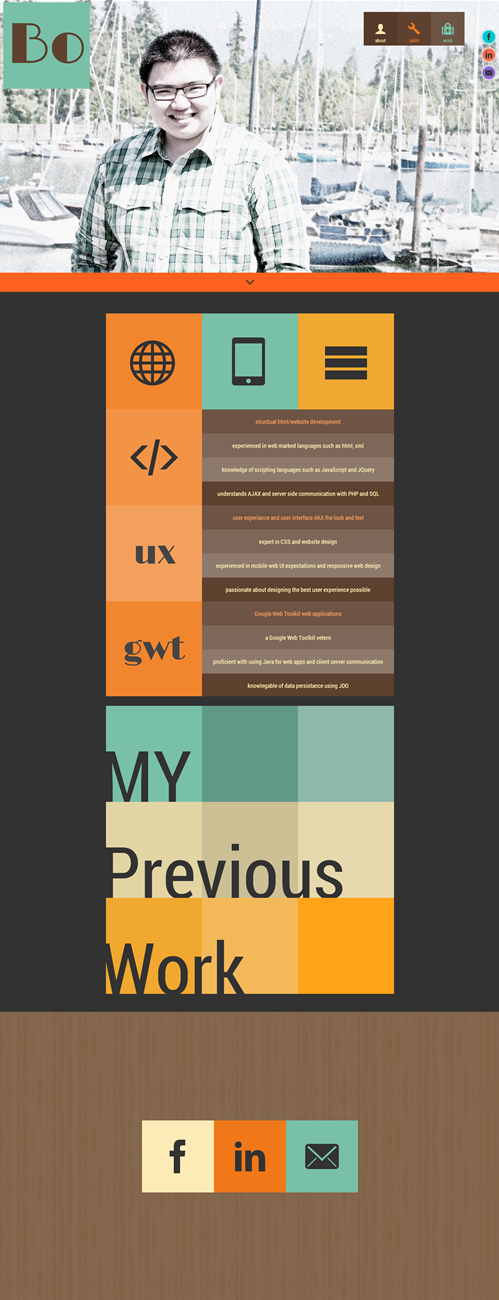 Bo
about
skills
work
structual html/website development
experienced in web marked languages such as html, xml
knowledge of scripting languages such as JavaScript and JQuery
understands AJAX and server side communication with PHP and SQL
</>
user experiance and user interface AKA the look and feel
expert in CSS and website design
experienced in mobile web UI expectations and responsive web design
passionate about designing the best user experience possible
ux
Google Web Toolkit web applications
a Google Web Toolkit vetern
proficient with using Java for web apps and client server communication
knowlegable of data persistance using JDO
gwt
MY
Previous
Work
f
in